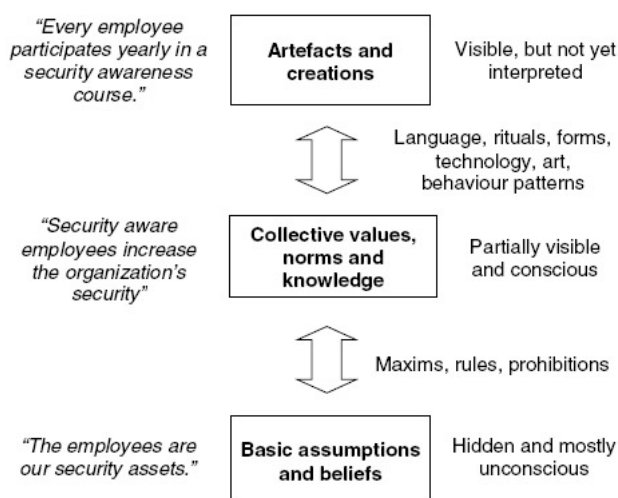 “Every employee
participates yearly in a
security awareness
course.”
Artefacts and
creations
Visible, but not yet
interpreted
Language, rituals, forms,
technology, art,
behaviour patterns
“Security aware
employees increase
the organization’s
security”
Collective values,
norms and
knowledge
Partially visible
and conscious
Maxims, rules, prohibitions
“The employees are
our security assets.”
Basic assumptions
and beliefs
Hidden and mostly
unconscious